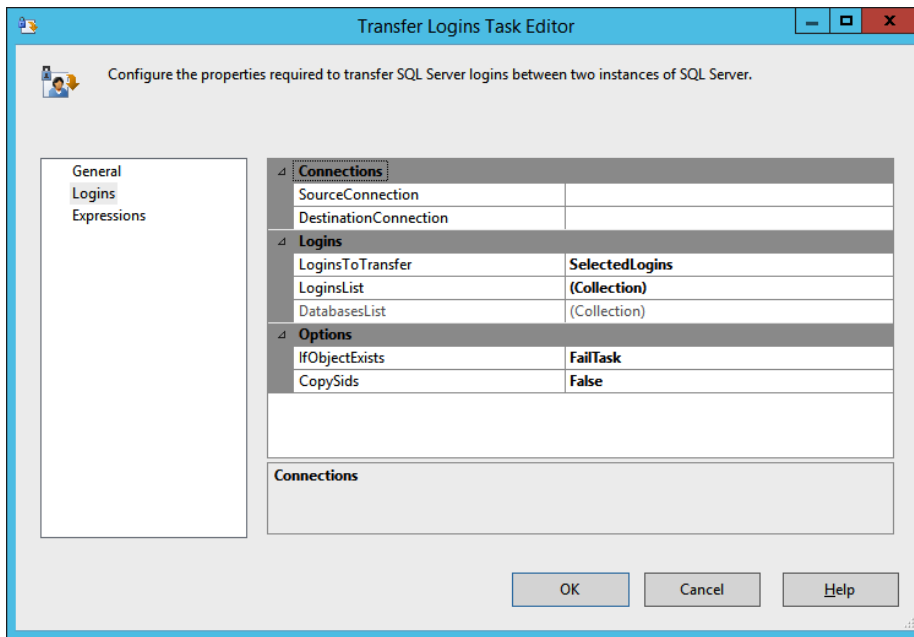 Transfer Logins Task Editor
Configure the properties required to transfer SQL Server logins between two instances of SQL Server.
General
Logins
Expressions
Connections
SourceConnection
DestinationConnection
Logins
LoginsToTransfer SelectedLogins
LoginsList (Collection)
DatabasesList (Collection)
Options
IfObjectExists FailTask
CopySids False
Connections
OK Cancel Help